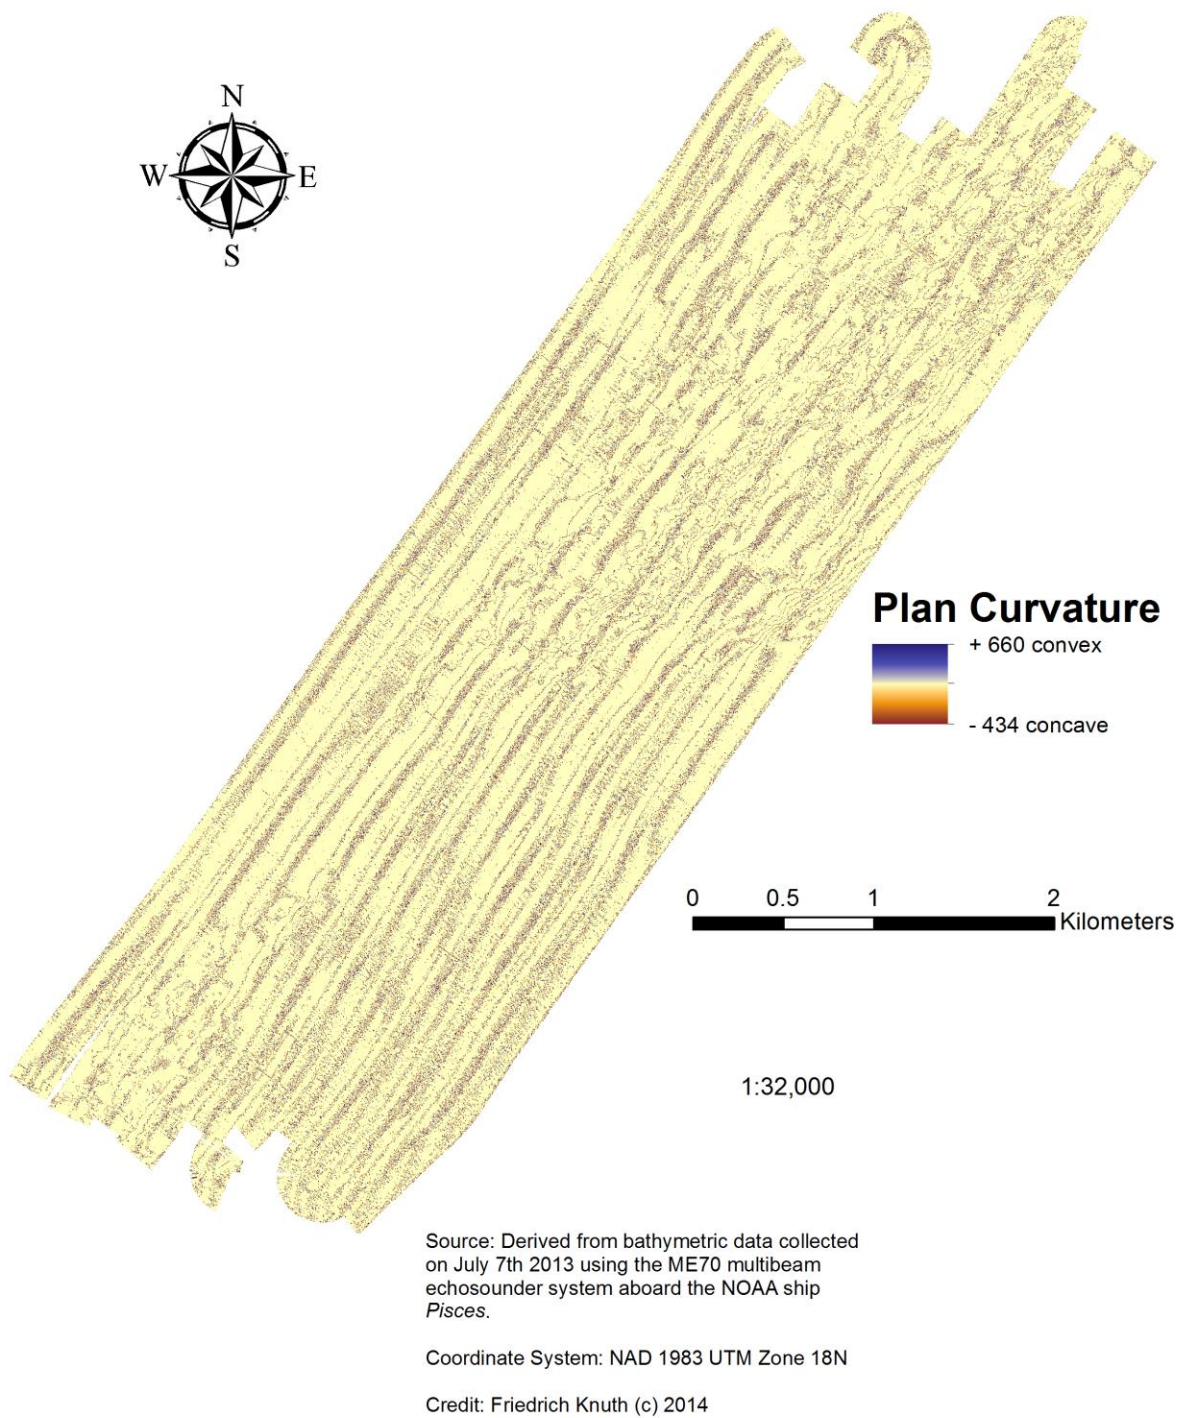 N
W E
S
Plan Curvature
+ 660 convex
- 434 concave
0 0.5 1 2
Kilometers
1:32,000
Source: Derived from bathymetric data collected
on July 7th 2013 using the ME70 multibeam
echosounder system aboard the NOAA ship
Pisces.
Coordinate System: NAD 1983 UTM Zone 18N
Credit: Friedrich Knuth (c) 2014